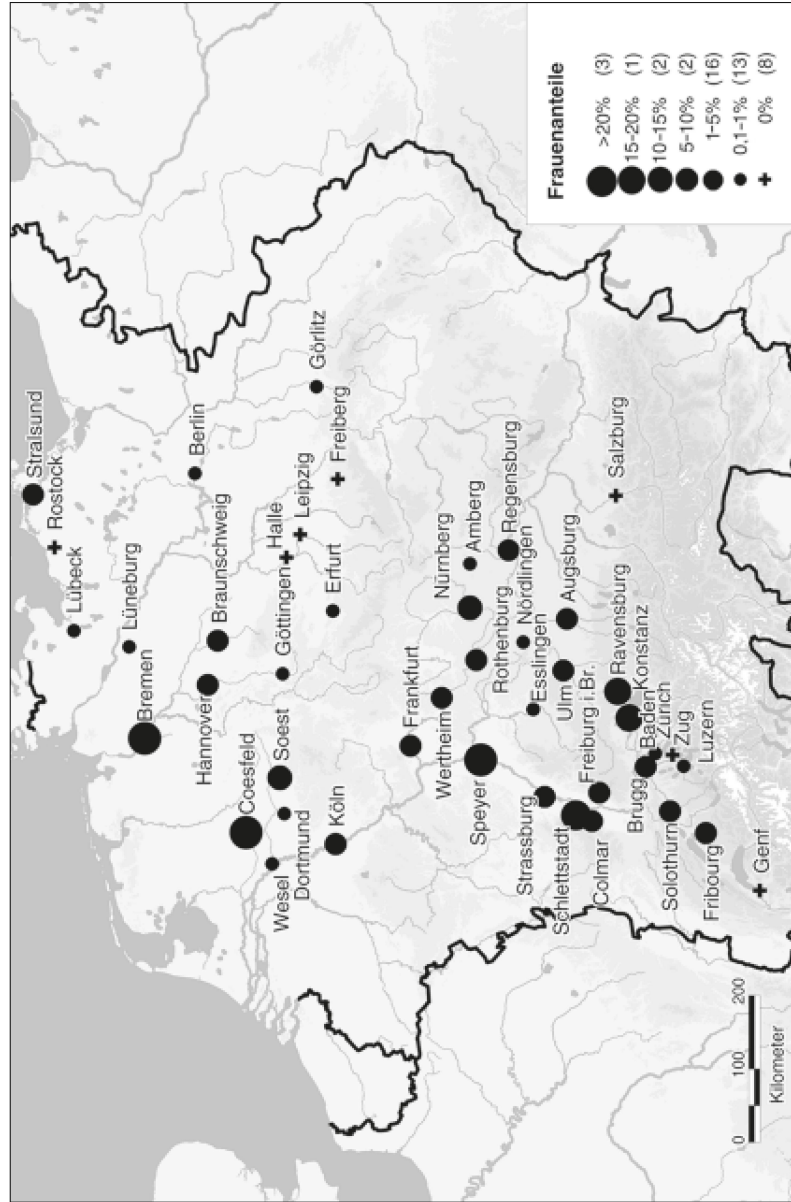 Stralsund
Rostock
Lübeck
Lüneburg
Bremen
Berlin
Hannover
Braunschweig
Coesfeld
Wesel
Dortmund
Soest
Göttingen
Halle
Leipzig
Görlitz
Freiberg
Erfurt
Köln
Frankfurt
Wertheim
Nürnberg
Amberg
Speyer
Rothenburg
Regensburg
Nördlingen
Esslingen
Strassburg
Ulm
Augsburg
Schlettstadt
Colmar
Freiburg i.Br.
Salzburg
Ravensburg
Konstanz
Baden
Brugg
Zürich
Zug
Luzern
Solothurn
Fribourg
Genf
0 100 200
Kilometer
Frauenanteile
>20% (3)
15-20% (1)
10-15% (2)
5-10% (2)
1-5% (16)
0.1-1% (13)
0% (8)